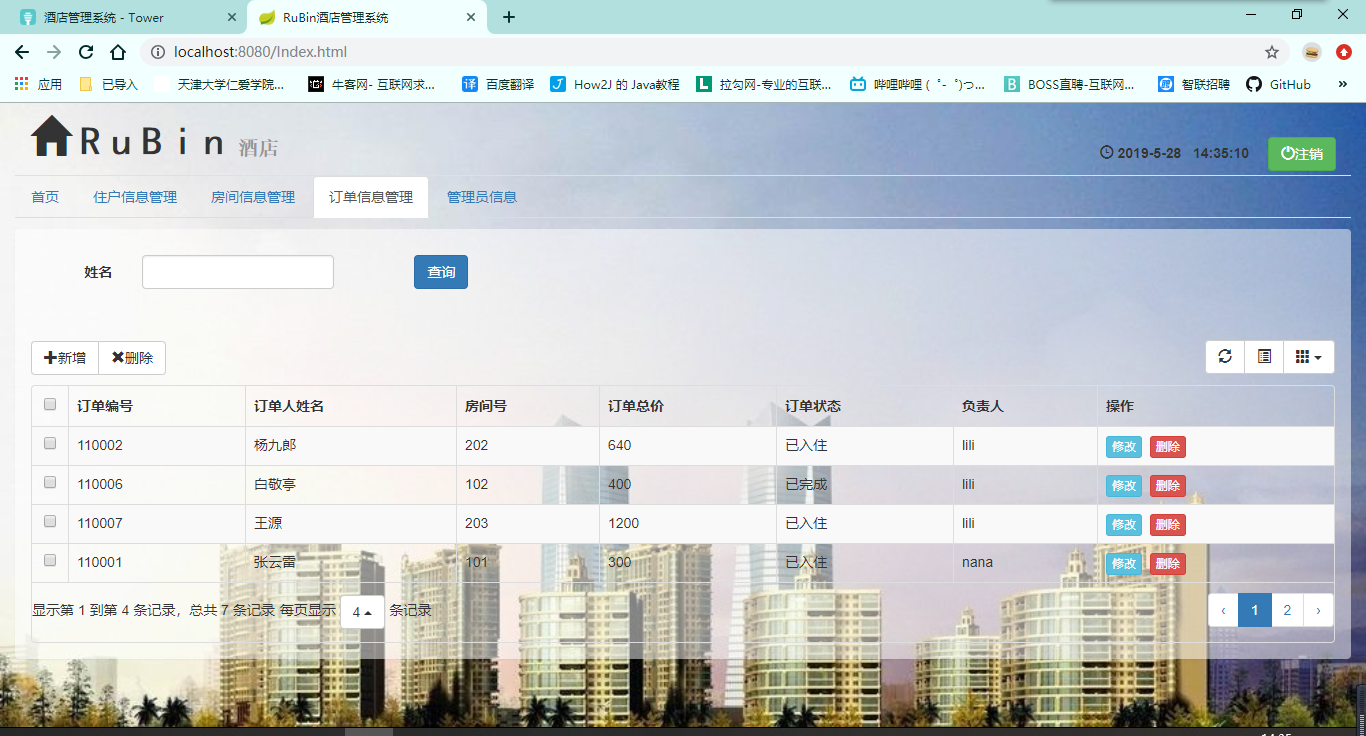 酒店管理系统 - Tower
RuBin酒店管理系统
localhost:8080/Index.html
应用 已导入 天津大学仁爱学院... 牛客网- 互联网求... 百度翻译 How2J 的 Java教程 拉勾网-专业的互联... 哔哩哔哩 (゜-゜)つ... BOSS直聘-互联网... 智联招聘 GitHub »
RuBin 酒店
2019-5-28 14:35:10 注销
首页 住户信息管理 房间信息管理 订单信息管理 管理员信息
姓名 查询
新增 删除
订单编号 订单人姓名 房间号 订单总价 订单状态 负责人 操作
110002 杨九郎 202 640 已入住 lili 修改 删除
110006 白敬亭 102 400 已完成 lili 修改 删除
110007 王源 203 1200 已入住 lili 修改 删除
110001 张云雷 101 300 已入住 nana 修改 删除
显示第 1 到第 4 条记录，总共 7 条记录 每页显示 4 条记录 ‹ 1 2 ›